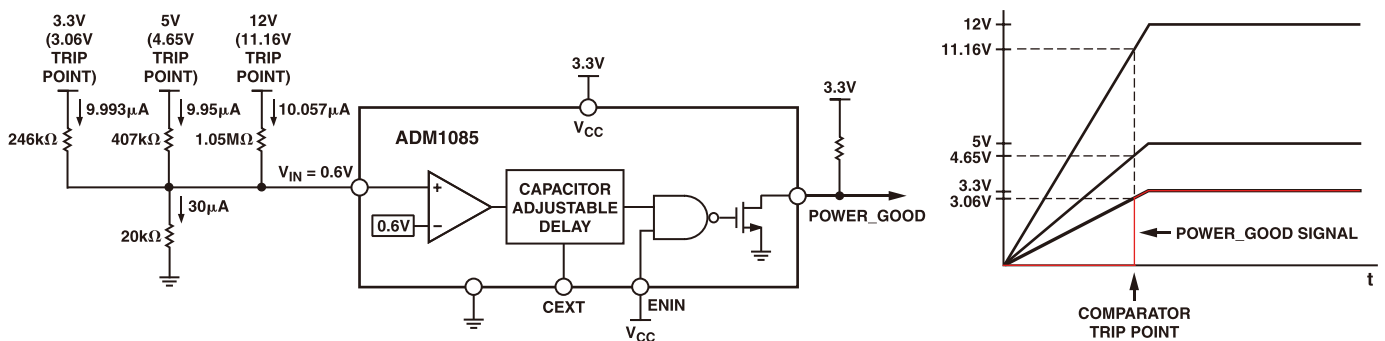 3.3V
(3.06V
TRIP
POINT)
5V
(4.65V
TRIP
POINT)
12V
(11.16V
TRIP
POINT)
9.993µA
9.95µA
10.057µA
246kΩ
407kΩ
1.05MΩ
VIN = 0.6V
30µA
20kΩ
3.3V
VCC
ADM1085
+
0.6V
–
CAPACITOR
ADJUSTABLE
DELAY
CEXT
ENIN
VCC
3.3V
POWER_GOOD
12V
11.16V
5V
4.65V
3.3V
3.06V
POWER_GOOD SIGNAL
t
COMPARATOR
TRIP POINT